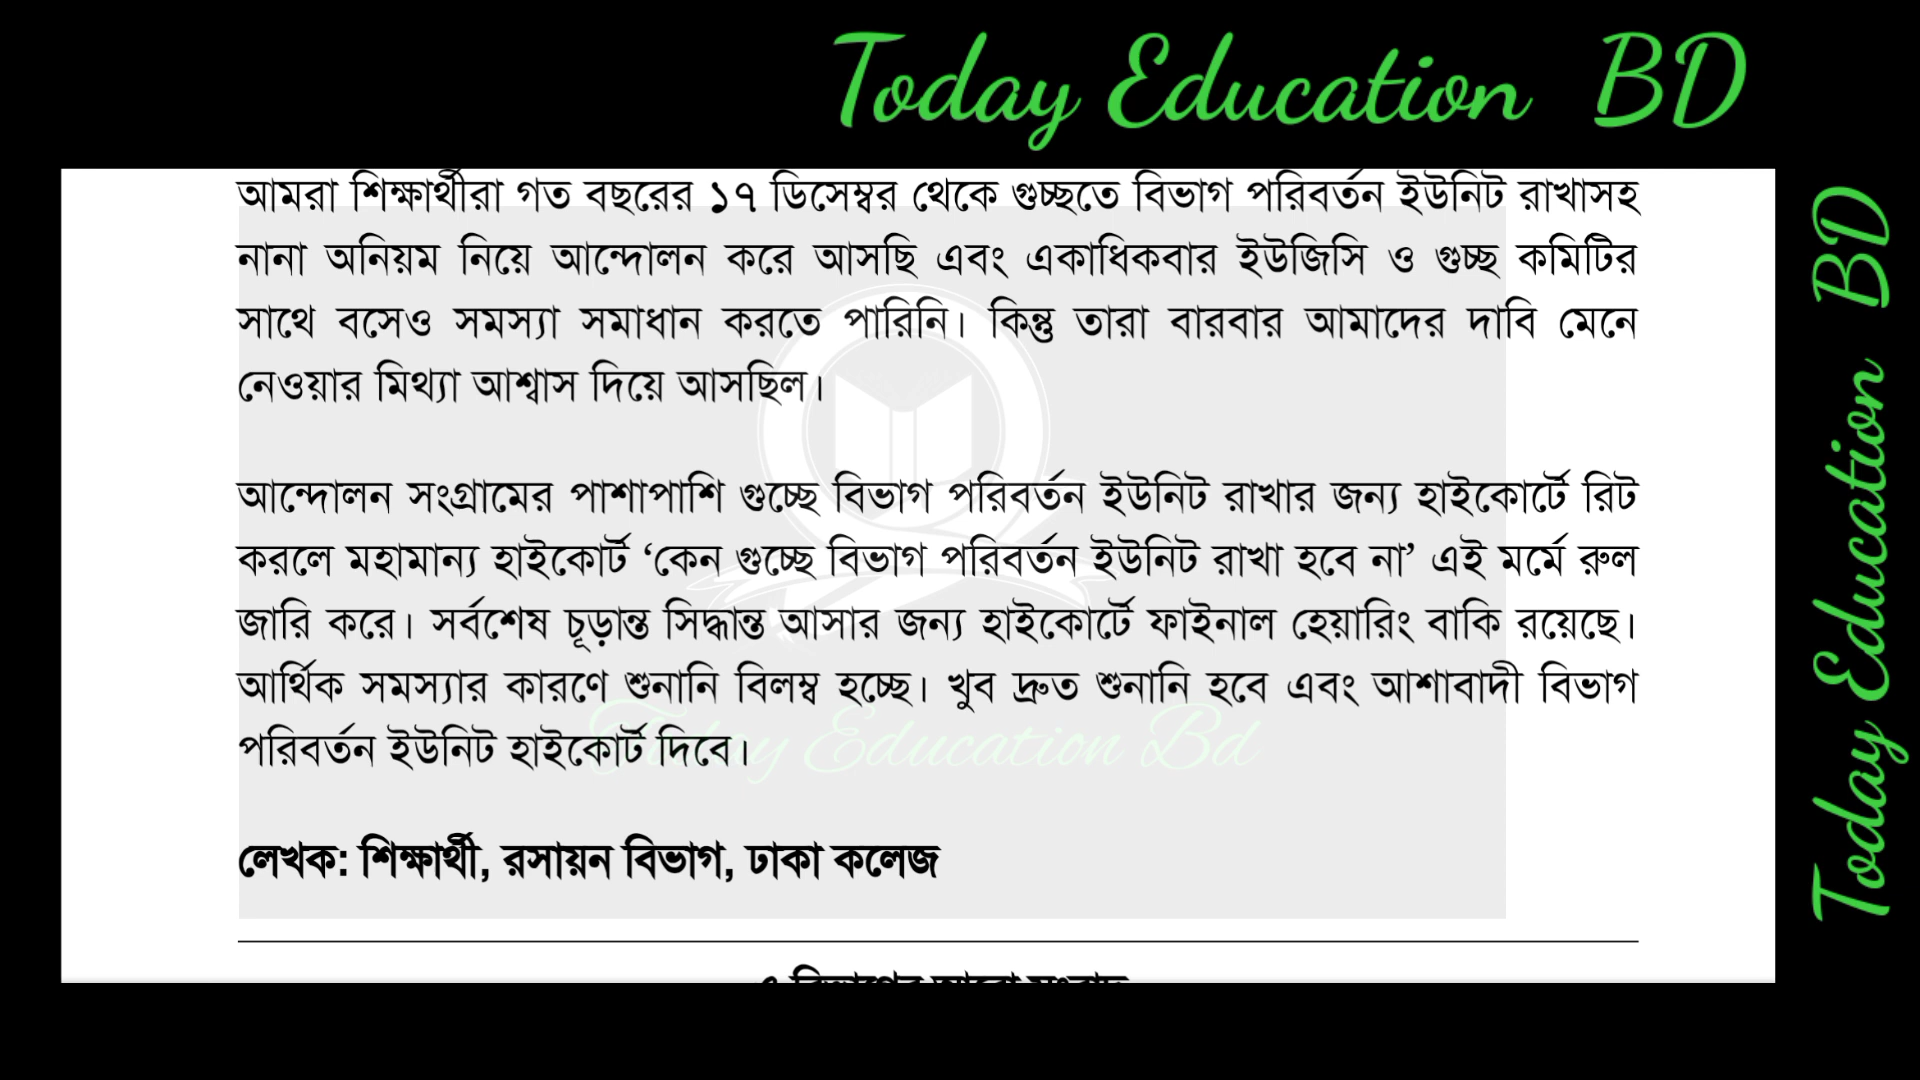 Today Education BD
আমরা শিক্ষার্থীরা গত বছরের ১৭ ডিসেম্বর থেকে গুচ্ছতে বিভাগ পরিবর্তন ইউনিট রাখাসহ
নানা অনিয়ম নিয়ে আন্দোলন করে আসছি এবং একাধিকবার ইউজিসি ও গুচ্ছ কমিটির
সাথে বসেও সমস্যা সমাধান করতে পারিনি। কিন্তু তারা বারবার আমাদের দাবি মেনে
নেওয়ার মিথ্যা আশ্বাস দিয়ে আসছিল।
আন্দোলন সংগ্রামের পাশাপাশি গুচ্ছে বিভাগ পরিবর্তন ইউনিট রাখার জন্য হাইকোর্টে রিট
করলে মহামান্য হাইকোর্ট ‘কেন গুচ্ছে বিভাগ পরিবর্তন ইউনিট রাখা হবে না’ এই মর্মে রুল
জারি করে। সর্বশেষ চূড়ান্ত সিদ্ধান্ত আসার জন্য হাইকোর্টে ফাইনাল হেয়ারিং বাকি রয়েছে।
আর্থিক সমস্যার কারণে শুনানি বিলম্ব হচ্ছে। খুব দ্রুত শুনানি হবে এবং আশাবাদী বিভাগ
পরিবর্তন ইউনিট হাইকোর্ট দিবে।
Today Education Bd
লেখক: শিক্ষার্থী, রসায়ন বিভাগ, ঢাকা কলেজ
এ বিভাগের আরো সংবাদ
Today Education BD